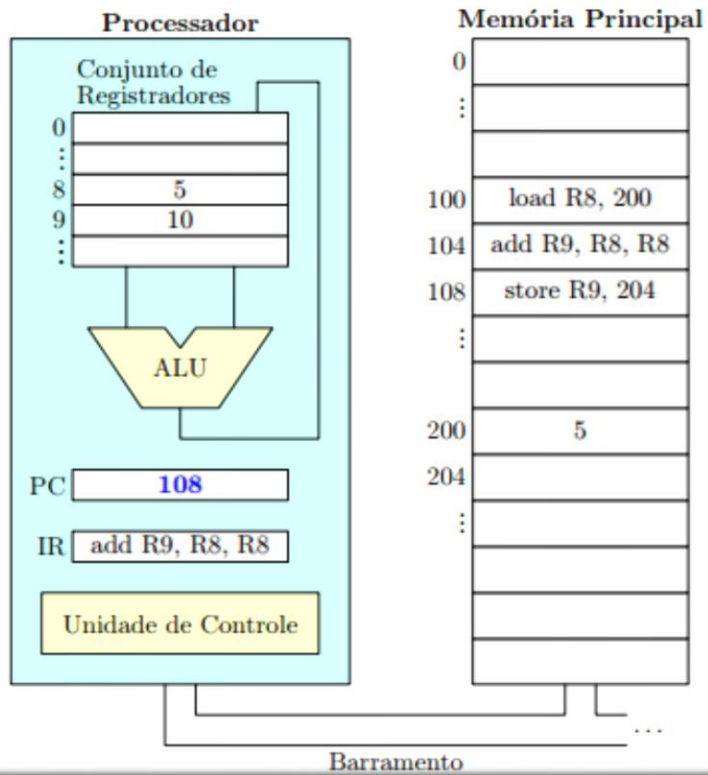 Processador
Conjunto de
Registradores
0
⋮
8 5
9 10
⋮
ALU
PC 108
IR add R9, R8, R8
Unidade de Controle
Memória Principal
0
⋮
100 load R8, 200
104 add R9, R8, R8
108 store R9, 204
⋮
200 5
204
⋮
...
Barramento